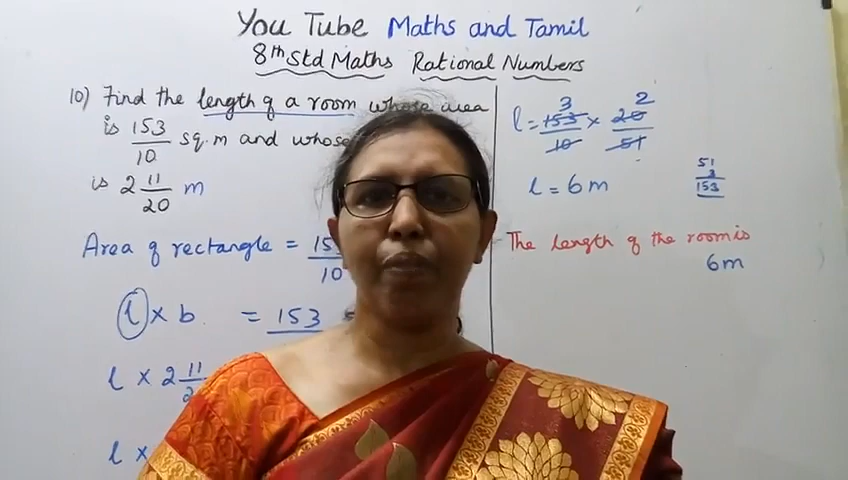 You Tube Maths and Tamil
8th Std Maths Rational Numbers
10) Find the length of a room whose area
is 153/10 sq.m and whose
is 2 11/20 m
Area of rectangle = 15
10
l × b = 153
l × 2 11
l ×
l = 153/10 × 20/51
3 2
l = 6m
51
3
153
The length of the room is
6m